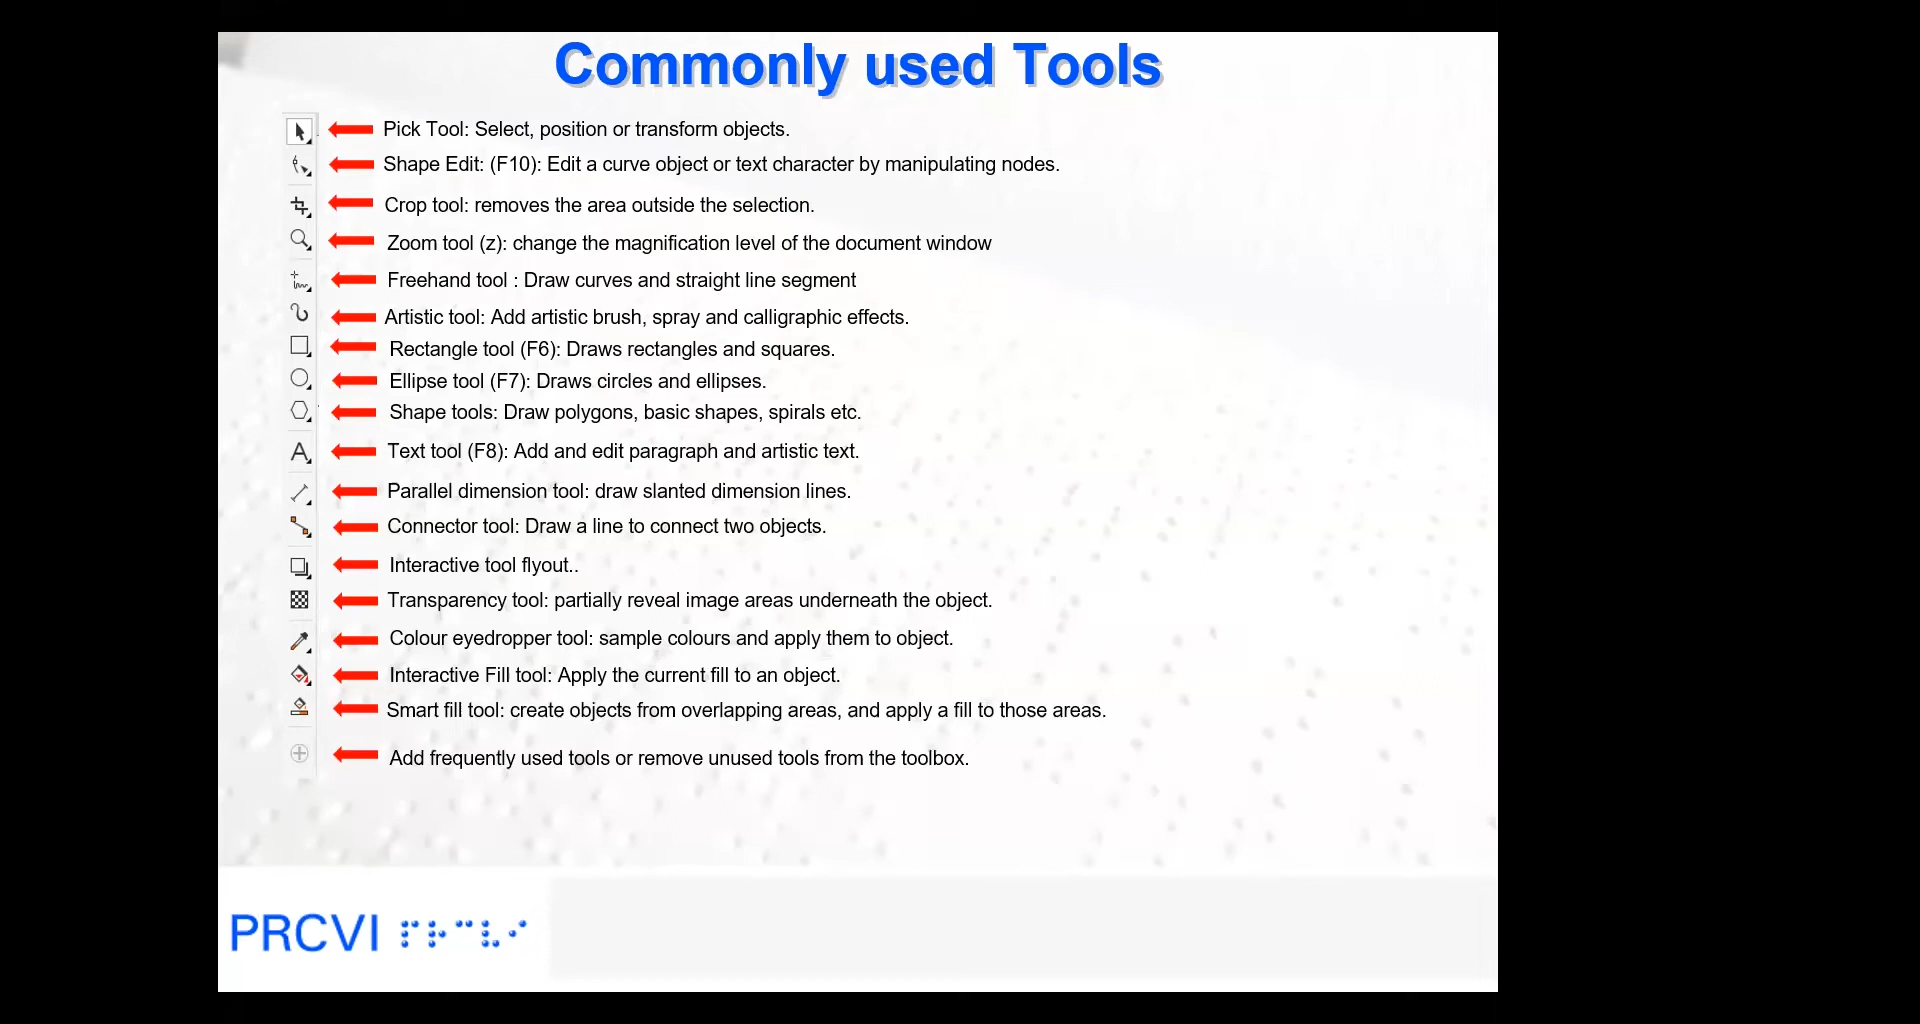 Commonly used Tools
Pick Tool: Select, position or transform objects.
Shape Edit: (F10): Edit a curve object or text character by manipulating nodes.
Crop tool: removes the area outside the selection.
Zoom tool (z): change the magnification level of the document window
Freehand tool : Draw curves and straight line segment
Artistic tool: Add artistic brush, spray and calligraphic effects.
Rectangle tool (F6): Draws rectangles and squares.
Ellipse tool (F7): Draws circles and ellipses.
Shape tools: Draw polygons, basic shapes, spirals etc.
Text tool (F8): Add and edit paragraph and artistic text.
Parallel dimension tool: draw slanted dimension lines.
Connector tool: Draw a line to connect two objects.
Interactive tool flyout..
Transparency tool: partially reveal image areas underneath the object.
Colour eyedropper tool: sample colours and apply them to object.
Interactive Fill tool: Apply the current fill to an object.
Smart fill tool: create objects from overlapping areas, and apply a fill to those areas.
Add frequently used tools or remove unused tools from the toolbox.
PRCVI ⠏⠗⠉⠧⠊